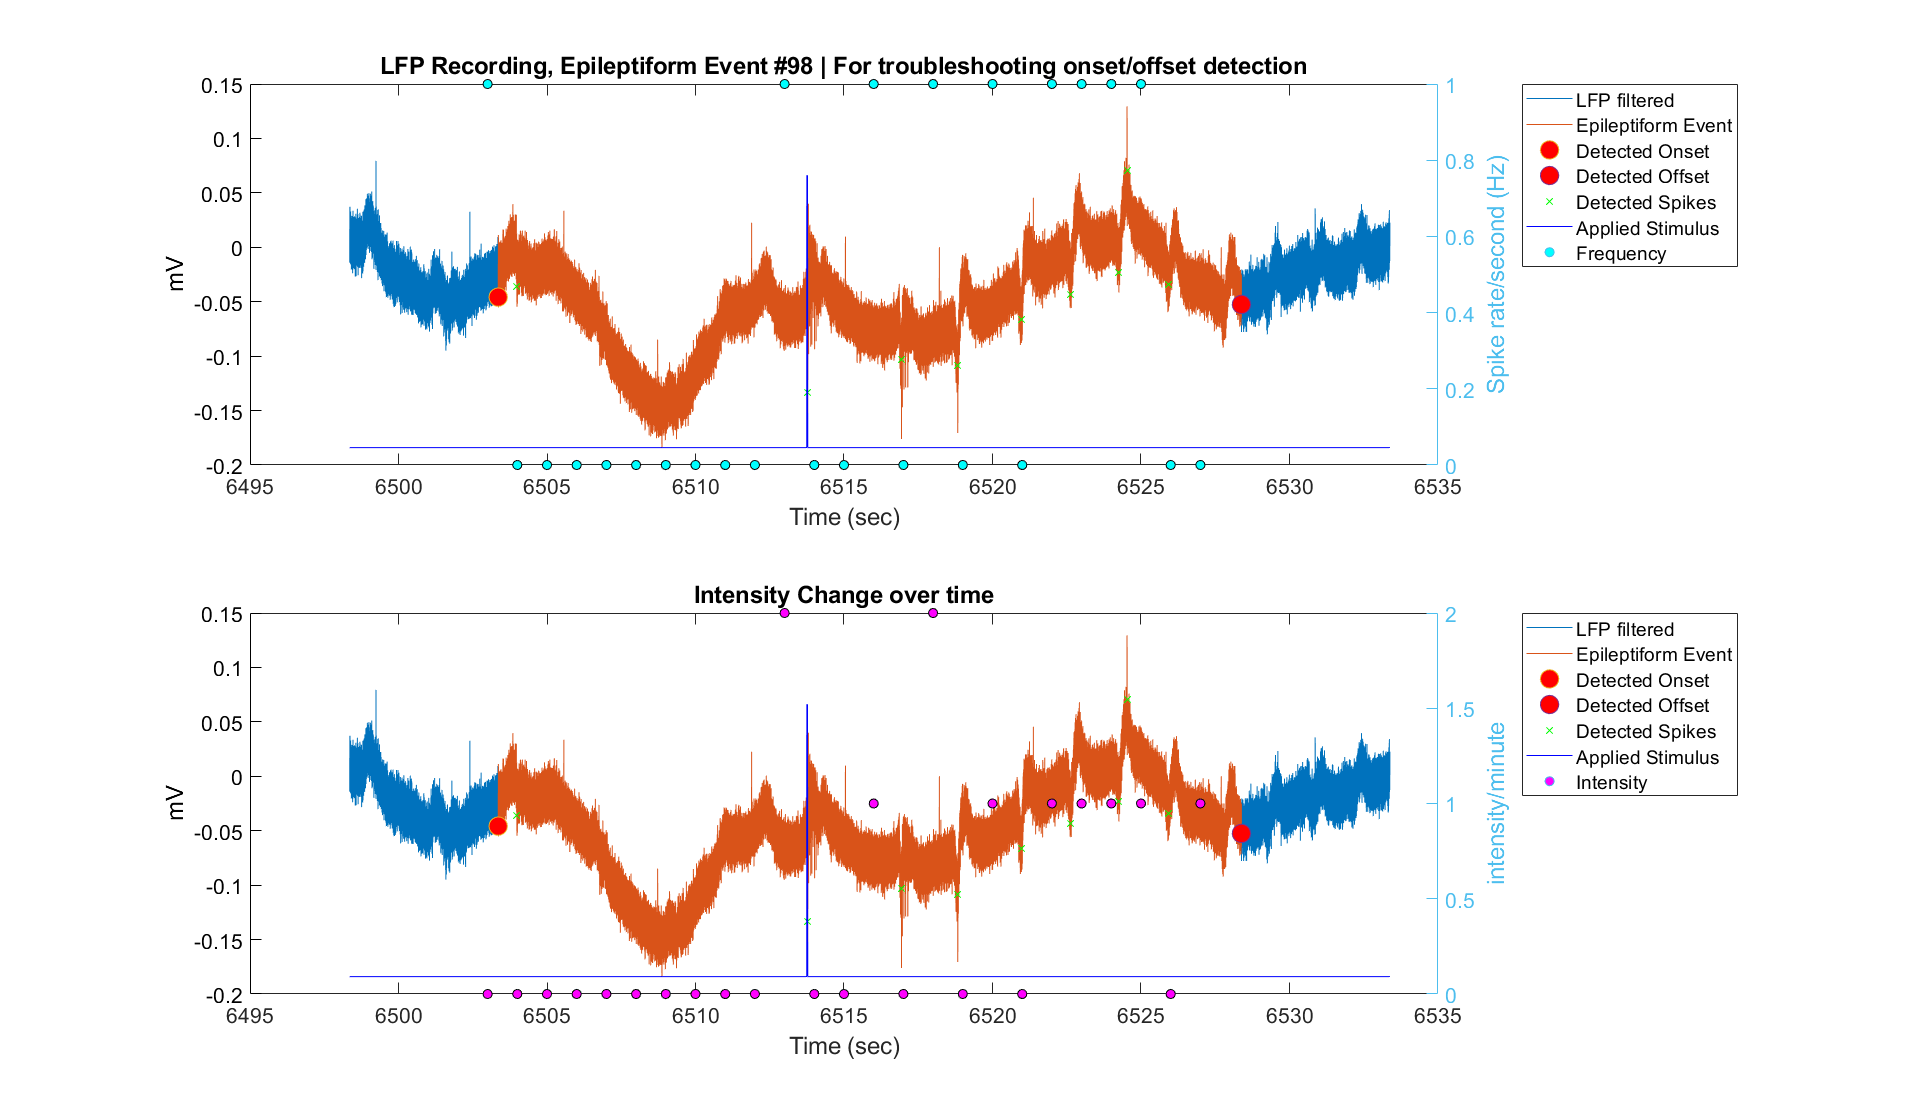 LFP Recording, Epileptiform Event #98 | For troubleshooting onset/offset detection
0.15
0.1
0.05
0
-0.05
-0.1
-0.15
-0.2
mV
6495 6500 6505 6510 6515 6520 6525 6530 6535
Time (sec)
1
0.8
0.6
0.4
0.2
0
Spike rate/second (Hz)
LFP filtered
Epileptiform Event
Detected Onset
Detected Offset
Detected Spikes
Applied Stimulus
Frequency
Intensity Change over time
0.15
0.1
0.05
0
-0.05
-0.1
-0.15
-0.2
mV
6495 6500 6505 6510 6515 6520 6525 6530 6535
Time (sec)
2
1.5
1
0.5
0
intensity/minute
LFP filtered
Epileptiform Event
Detected Onset
Detected Offset
Detected Spikes
Applied Stimulus
Intensity